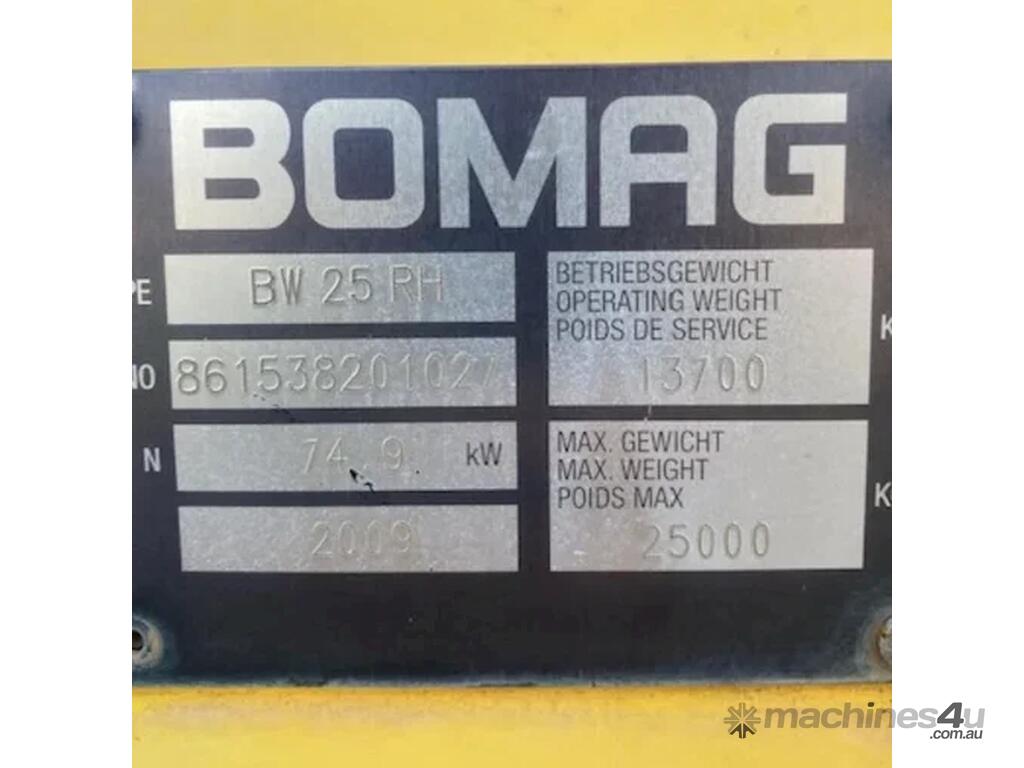 BOMAG
PE BW 25 RH
NO 861538201027
N 74.9 kW
2009
BETRIEBSGEWICHT
OPERATING WEIGHT
POIDS DE SERVICE K
13700
MAX. GEWICHT
MAX. WEIGHT
POIDS MAX K
25000
machines4u
.com.au